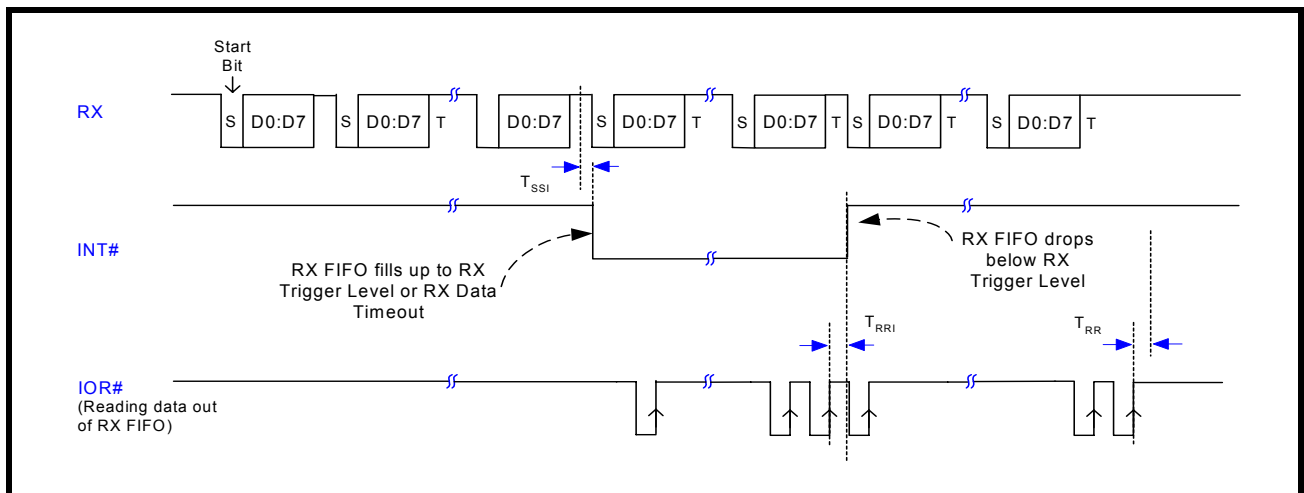 Start
Bit
RX
S D0:D7 S D0:D7 T D0:D7 S D0:D7 T S D0:D7 T S D0:D7 T S D0:D7 T
TSSI
INT#
RX FIFO fills up to RX
Trigger Level or RX Data
Timeout
RX FIFO drops
below RX
Trigger Level
TRRI
TRR
IOR#
(Reading data out
of RX FIFO)